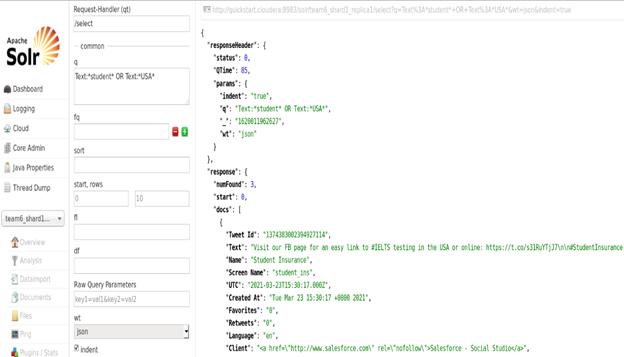 Apache
Solr
Dashboard
Logging
Cloud
Core Admin
Java Properties
Thread Dump
team6_shard1...
Overview
Analysis
Dataimport
Documents
Files
Ping
Plugins / Stats
Request-Handler (qt)
/select
common
q
Text:*student* OR Text:*USA*
fq
sort
start, rows
0 10
fl
df
Raw Query Parameters
key1=val1&key2=val2
wt
json
indent
http://quickstart.cloudera:8983/solr/team6_shard1_replica1/select?q=Text%3A*student*+OR+Text%3A*USA*&wt=json&indent=true
{
"responseHeader": {
"status": 0,
"QTime": 85,
"params": {
"indent": "true",
"q": "Text:*student* OR Text:*USA*",
"_": "1620011962627",
"wt": "json"
}
},
"response": {
"numFound": 3,
"start": 0,
"docs": [
{
"Tweet Id": "1374383002394927114",
"Text": "Visit our FB page for an easy link to #IELTS testing in the USA or online: https://t.co/s31RuYTjJ7\n\n#StudentInsurance
"Name": "Student Insurance",
"Screen Name": "student_ins",
"UTC": "2021-03-23T15:30:17.000Z",
"Created At": "Tue Mar 23 15:30:17 +0000 2021",
"Favorites": "0",
"Retweets": "0",
"Language": "en",
"Client": "<a href=\"http://www.salesforce.com\" rel=\"nofollow\">Salesforce - Social Studio</a>",